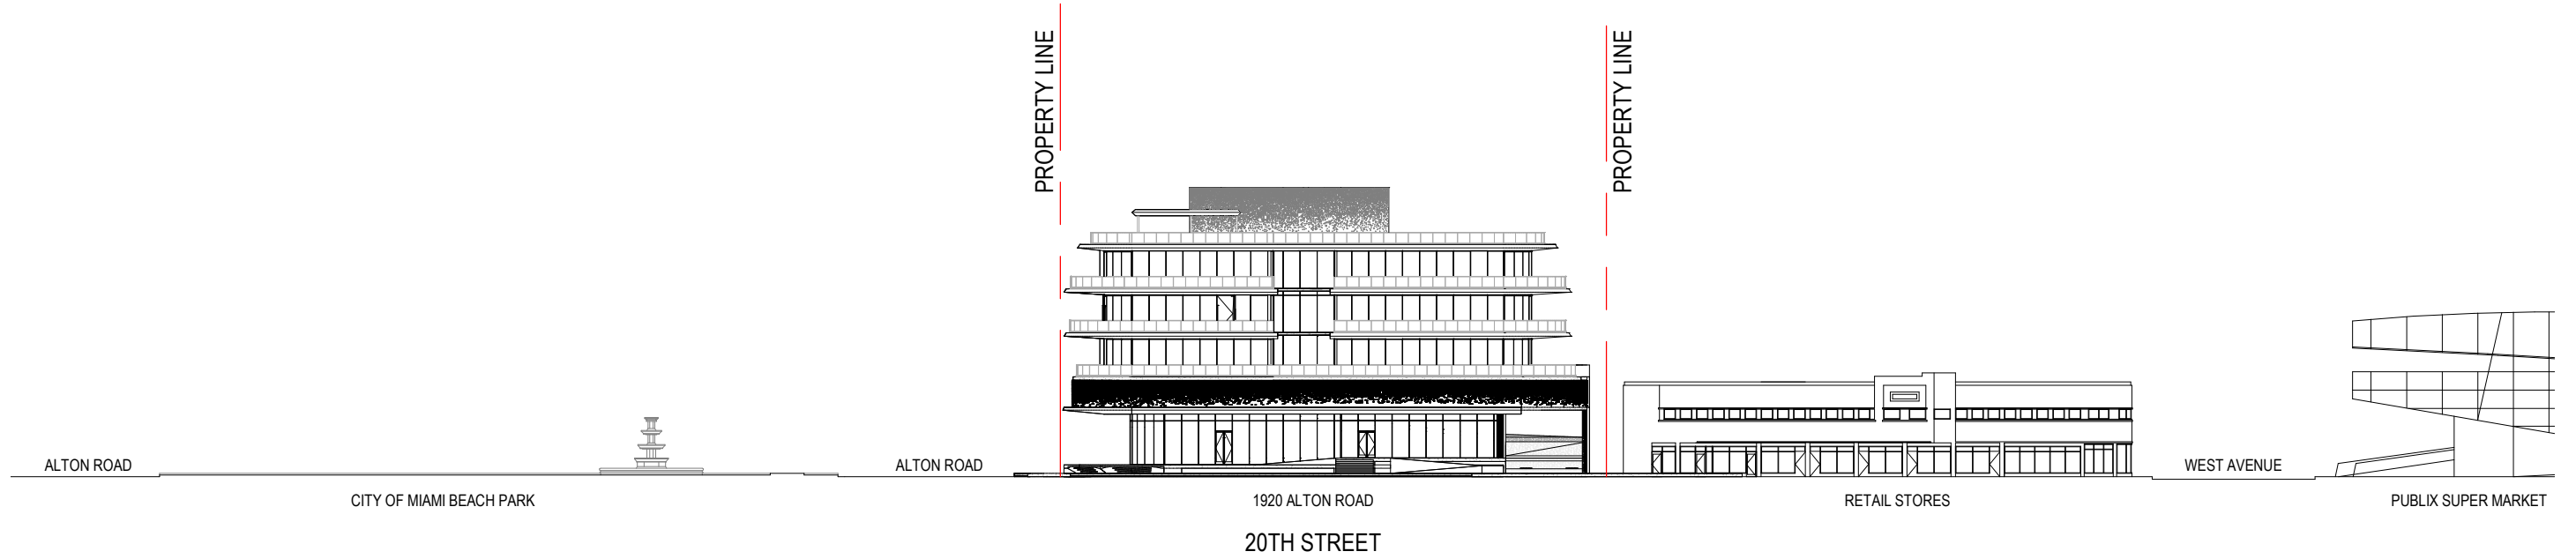 PROPERTY LINE
PROPERTY LINE
ALTON ROAD
ALTON ROAD
WEST AVENUE
CITY OF MIAMI BEACH PARK
1920 ALTON ROAD
RETAIL STORES
PUBLIX SUPER MARKET
20TH STREET